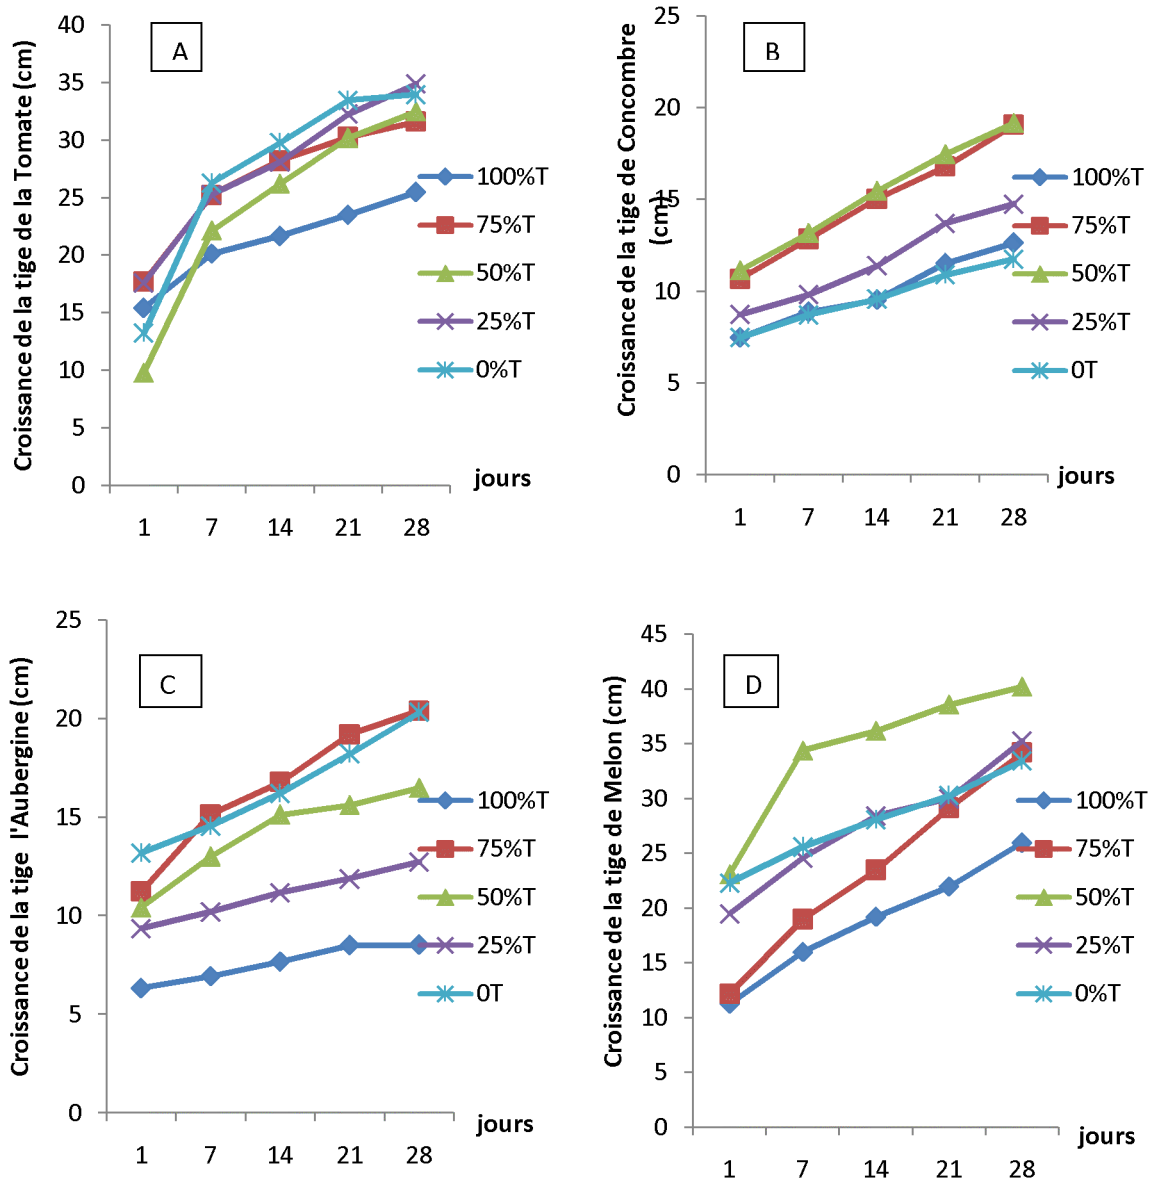 A
Croissance de la tige de la Tomate (cm)
40
35
30
25
20
15
10
5
0
1 7 14 21 28
jours
100%T
75%T
50%T
25%T
0%T
B
Croissance de la tige de Concombre
(cm)
25
20
15
10
5
0
1 7 14 21 28
jours
100%T
75%T
50%T
25%T
0T
C
Croissance de la tige l'Aubergine (cm)
25
20
15
10
5
0
1 7 14 21 28
jours
100%T
75%T
50%T
25%T
0T
D
Croissance de la tige de Melon (cm)
45
40
35
30
25
20
15
10
5
0
1 7 14 21 28
jours
100%T
75%T
50%T
25%T
0%T